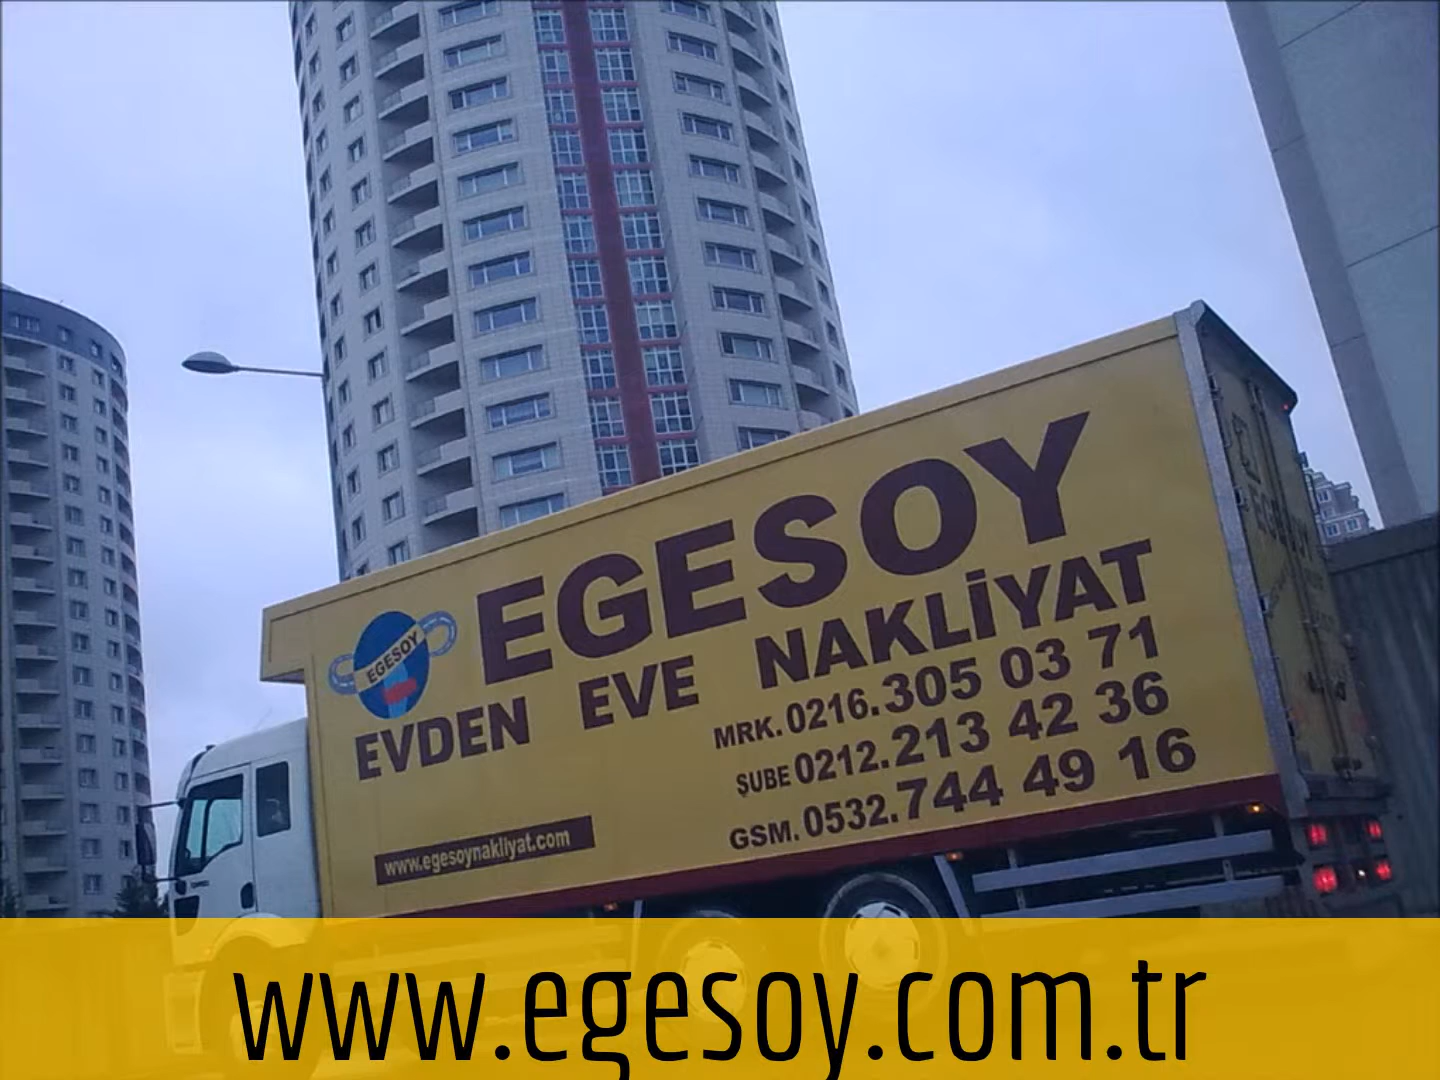 EGESOY
EGESOY
EVDEN EVE NAKLİYAT
MRK. 0216.305 03 71
ŞUBE 0212.213 42 36
GSM. 0532.744 49 16
www.egesoynakliyat.com
www.egesoy.com.tr